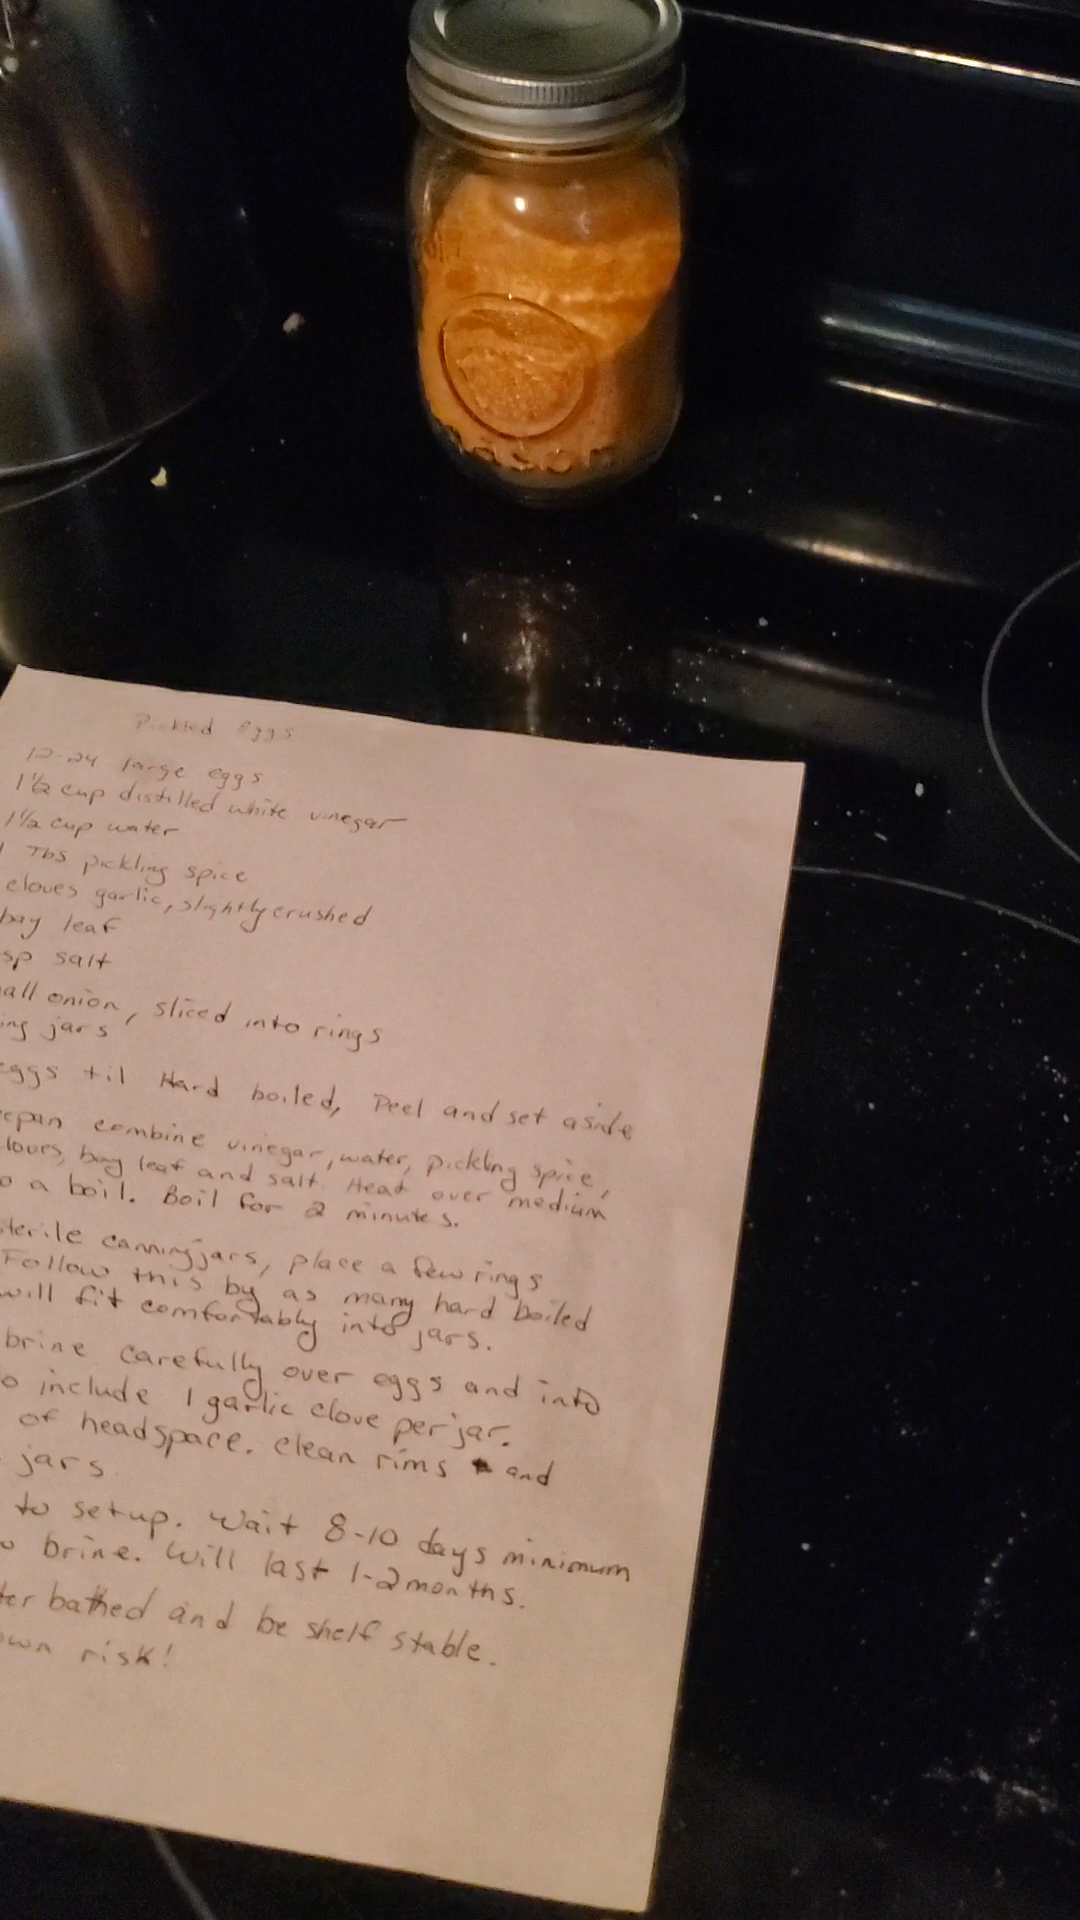 Pickled eggs
12-24 large eggs
1½ cup distilled white vinegar
1½ cup water
1 Tbs pickling spice
cloves garlic, slightly crushed
bay leaf
sp salt
all onion, sliced into rings
ing jars
eggs til Hard boiled, Peel and set aside
cepan combine vinegar, water, pickling spice,
loves, bay leaf and salt. Heat over medium
o a boil. Boil for 2 minutes.
sterile canning jars, place a few rings
Follow this by as many hard boiled
will fit comfortably into jars.
brine carefully over eggs and into
o include 1 garlic clove per jar.
of headspace. Clean rims and
jars.
to setup. Wait 8-10 days minimum
brine. Will last 1-2 months.
ter bathed and be shelf stable.
own risk!